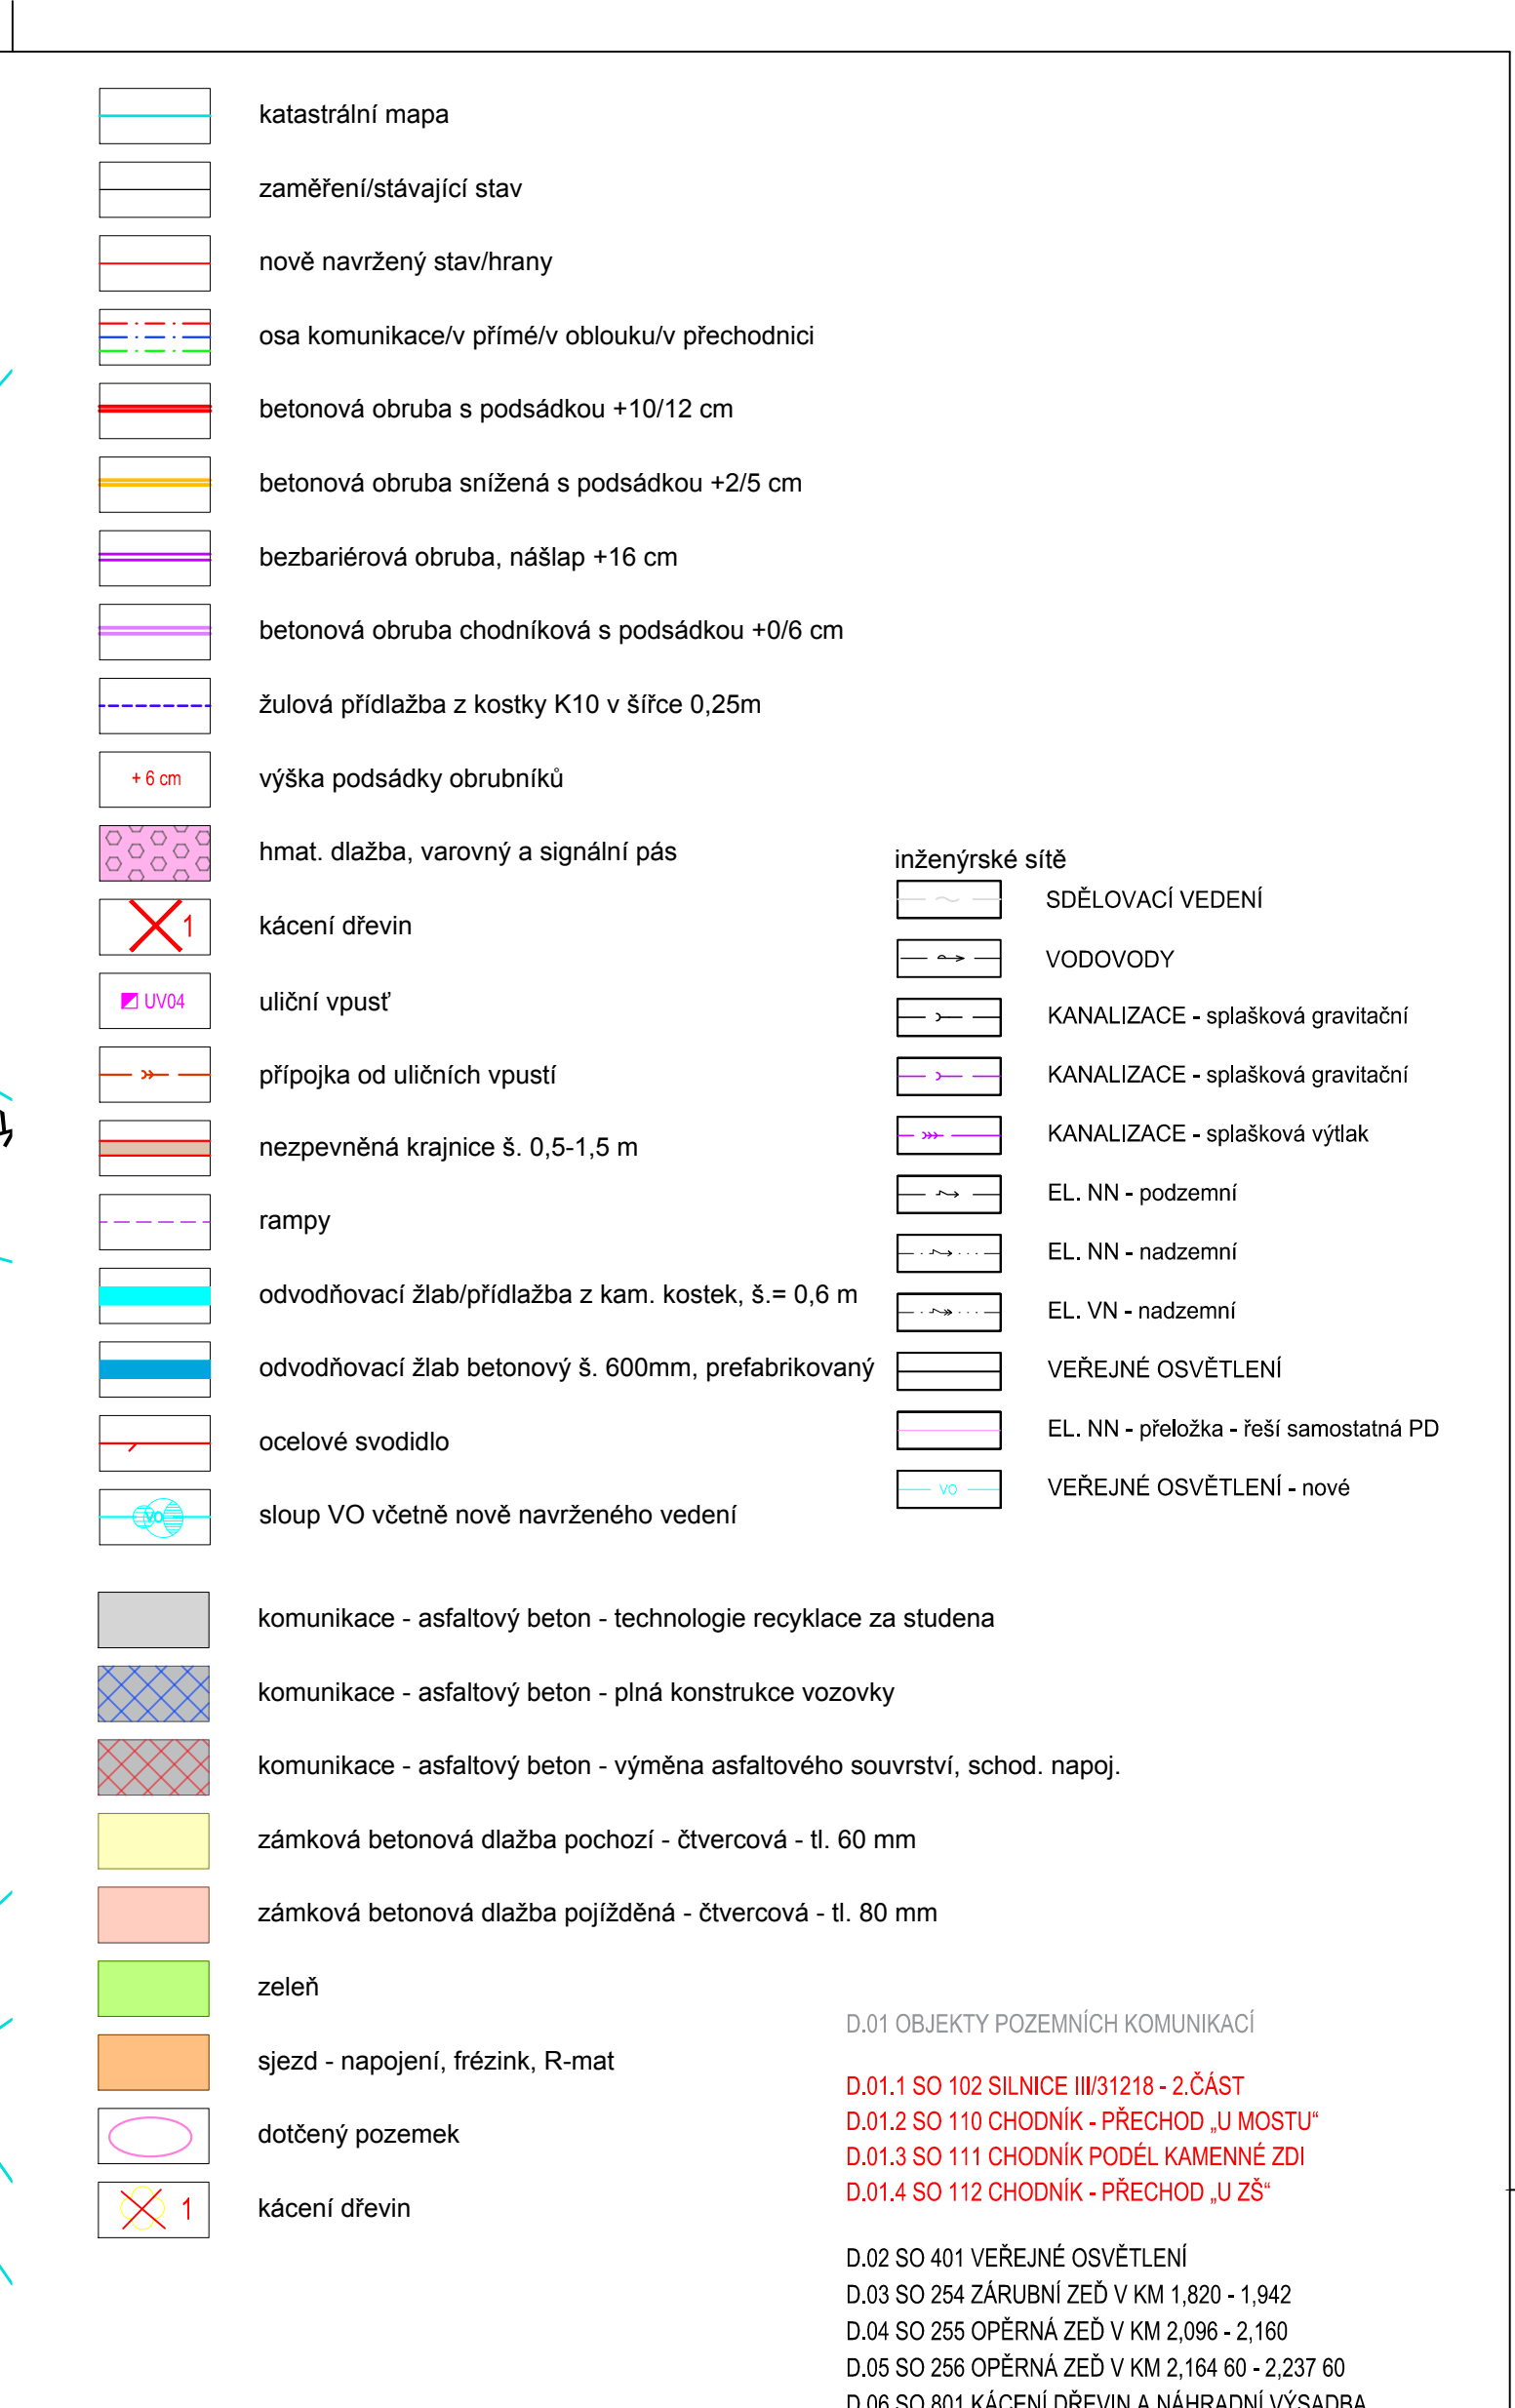 katastrální mapa
zaměření/stávající stav
nově navržený stav/hrany
osa komunikace/v přímé/v oblouku/v přechodnici
betonová obruba s podsádkou +10/12 cm
betonová obruba snížená s podsádkou +2/5 cm
bezbariérová obruba, nášlap +16 cm
betonová obruba chodníková s podsádkou +0/6 cm
žulová přídlažba z kostky K10 v šířce 0,25m
+ 6 cm výška podsádky obrubníků
hmat. dlažba, varovný a signální pás
1 kácení dřevin
UV04 uliční vpusť
přípojka od uličních vpustí
nezpevněná krajnice š. 0,5-1,5 m
rampy
odvodňovací žlab/přídlažba z kam. kostek, š.= 0,6 m
odvodňovací žlab betonový š. 600mm, prefabrikovaný
ocelové svodidlo
VO sloup VO včetně nově navrženého vedení
inženýrské sítě
SDĚLOVACÍ VEDENÍ
VODOVODY
KANALIZACE - splašková gravitační
KANALIZACE - splašková gravitační
KANALIZACE - splašková výtlak
EL. NN - podzemní
EL. NN - nadzemní
EL. VN - nadzemní
VEŘEJNÉ OSVĚTLENÍ
EL. NN - přeložka - řeší samostatná PD
VO VEŘEJNÉ OSVĚTLENÍ - nové
komunikace - asfaltový beton - technologie recyklace za studena
komunikace - asfaltový beton - plná konstrukce vozovky
komunikace - asfaltový beton - výměna asfaltového souvrství, schod. napoj.
zámková betonová dlažba pochozí - čtvercová - tl. 60 mm
zámková betonová dlažba pojížděná - čtvercová - tl. 80 mm
zeleň
sjezd - napojení, frézink, R-mat
dotčený pozemek
1 kácení dřevin
D.01 OBJEKTY POZEMNÍCH KOMUNIKACÍ
D.01.1 SO 102 SILNICE III/31218 - 2.ČÁST
D.01.2 SO 110 CHODNÍK - PŘECHOD „U MOSTU“
D.01.3 SO 111 CHODNÍK PODÉL KAMENNÉ ZDI
D.01.4 SO 112 CHODNÍK - PŘECHOD „U ZŠ“
D.02 SO 401 VEŘEJNÉ OSVĚTLENÍ
D.03 SO 254 ZÁRUBNÍ ZEĎ V KM 1,820 - 1,942
D.04 SO 255 OPĚRNÁ ZEĎ V KM 2,096 - 2,160
D.05 SO 256 OPĚRNÁ ZEĎ V KM 2,164 60 - 2,237 60
D.06 SO 801 KÁCENÍ DŘEVIN A NÁHRADNÍ VÝSADBA